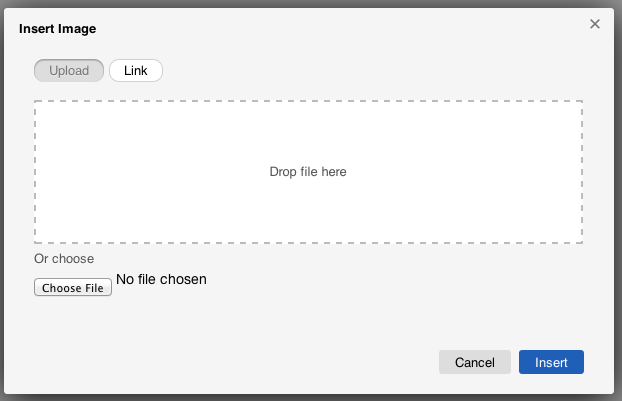 Insert Image
×
Upload Link
Drop file here
Or choose
Choose File No file chosen
Cancel Insert